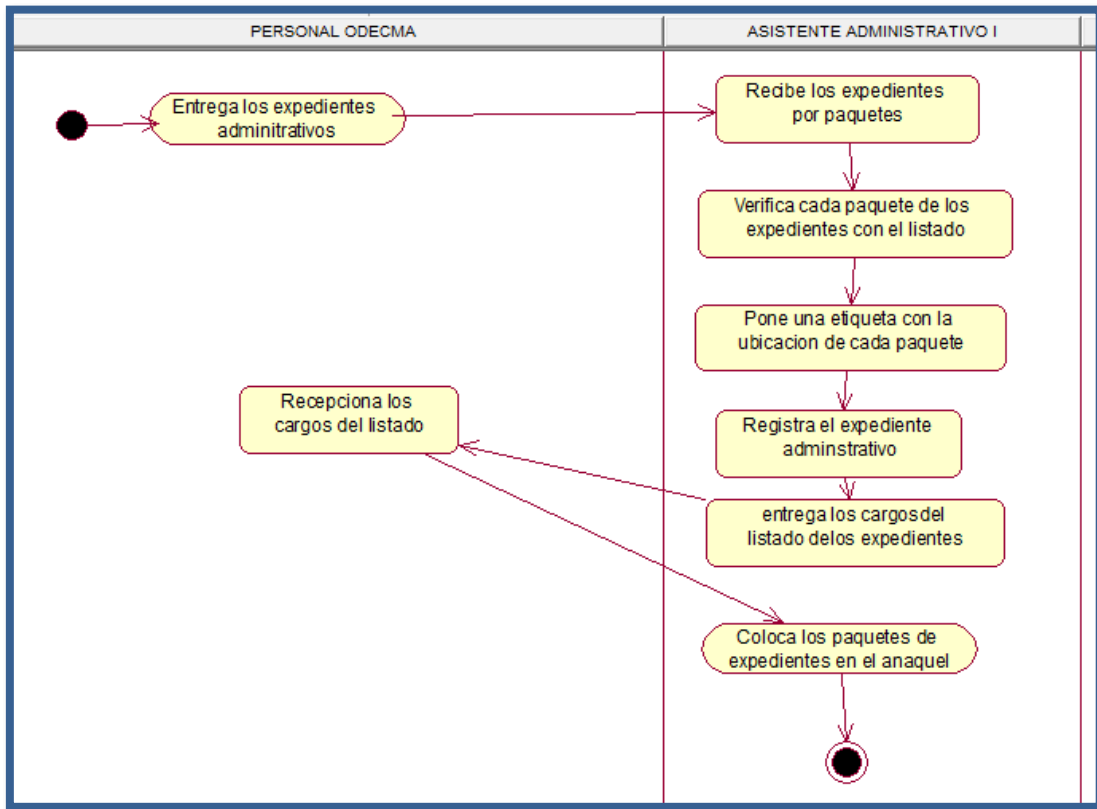 PERSONAL ODECMA
ASISTENTE ADMINISTRATIVO I
Entrega los expedientes
adminitrativos
Recibe los expedientes
por paquetes
Verifica cada paquete de los
expedientes con el listado
Pone una etiqueta con la
ubicacion de cada paquete
Registra el expediente
adminstrativo
entrega los cargos del
listado delos expedientes
Recepciona los
cargos del listado
Coloca los paquetes de
expedientes en el anaquel